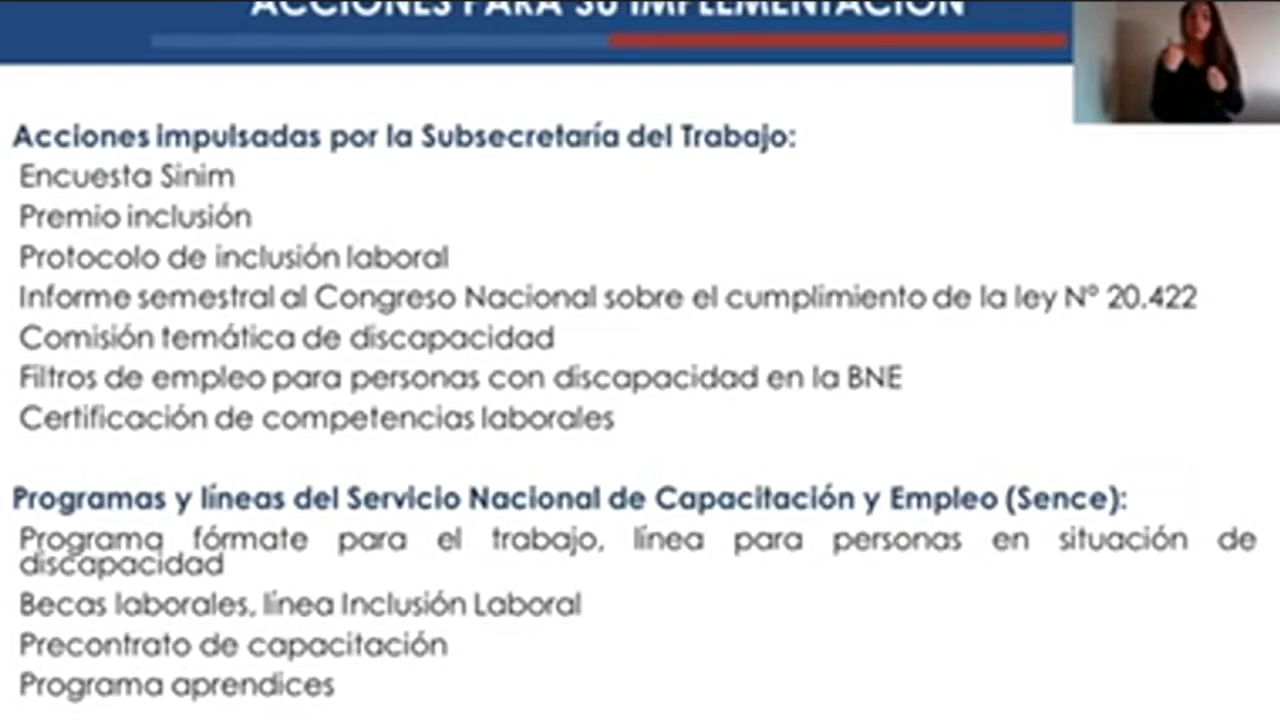 ACCIONES PARA SU IMPLEMENTACIÓN
Acciones impulsadas por la Subsecretaría del Trabajo:
Encuesta Sinim
Premio inclusión
Protocolo de inclusión laboral
Informe semestral al Congreso Nacional sobre el cumplimiento de la ley N° 20.422
Comisión temática de discapacidad
Filtros de empleo para personas con discapacidad en la BNE
Certificación de competencias laborales
Programas y líneas del Servicio Nacional de Capacitación y Empleo (Sence):
Programa fórmate para el trabajo, línea para personas en situación de
discapacidad
Becas laborales, línea Inclusión Laboral
Precontrato de capacitación
Programa aprendices